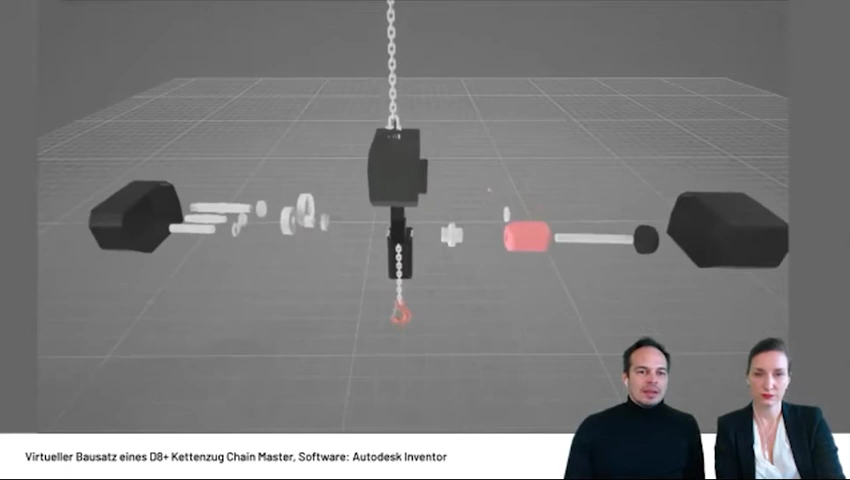 Virtueller Bausatz eines D8+ Kettenzug Chain Master, Software: Autodesk Inventor